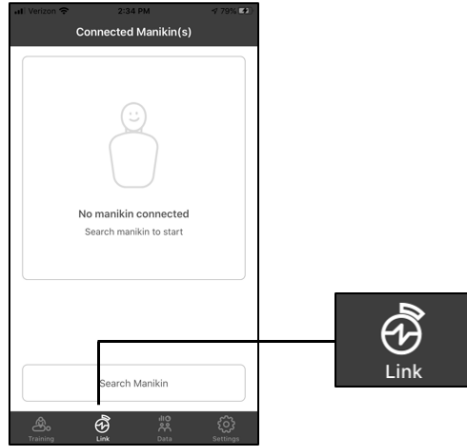 Verizon 2:34 PM 79%
Connected Manikin(s)
No manikin connected
Search manikin to start
Search Manikin
Training Link Data Settings
Link